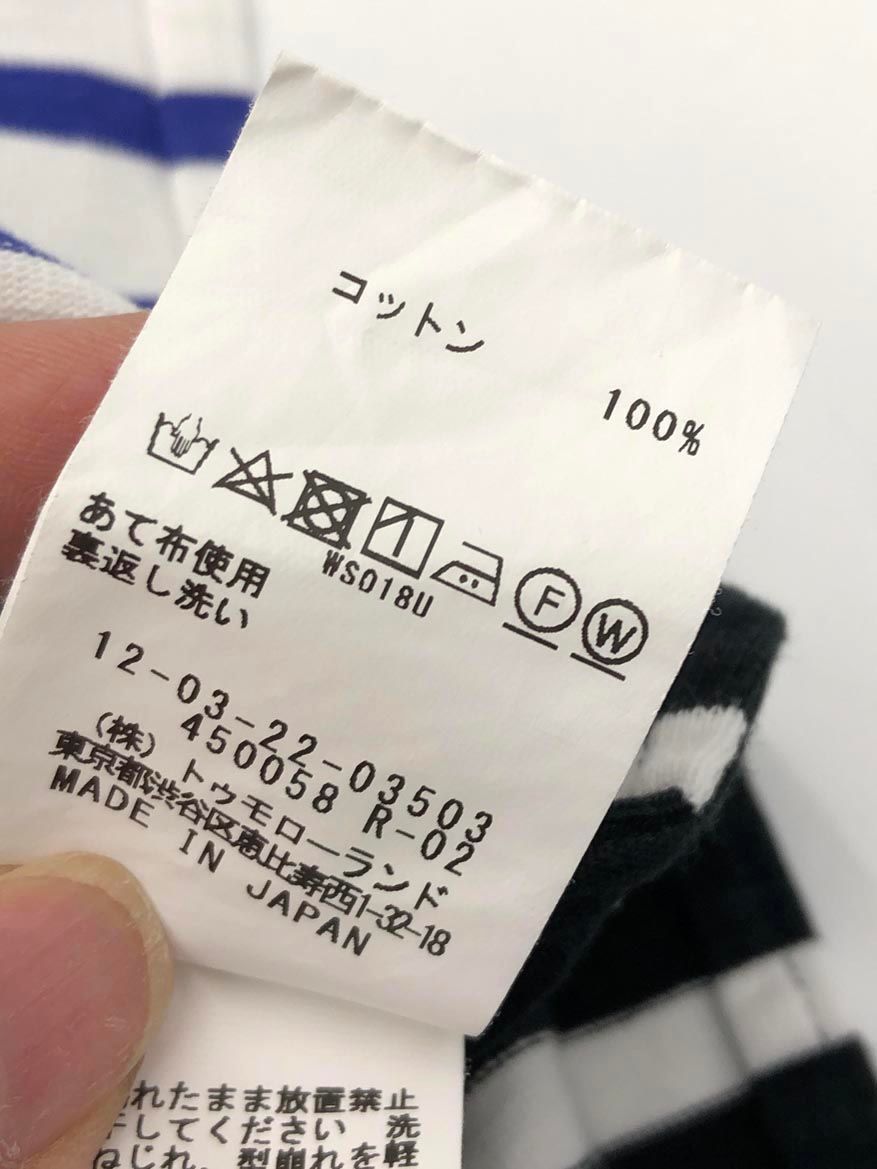 コットン
100%
F W
あて布使用
裏返し洗い
WS018U
12-03-22-03503
450058 R-02
(株) トウモローランド
東京都渋谷区恵比寿西1-32-18
MADE IN JAPAN
れたまま放置禁止
してください 洗
ねじれ、型崩れを軽